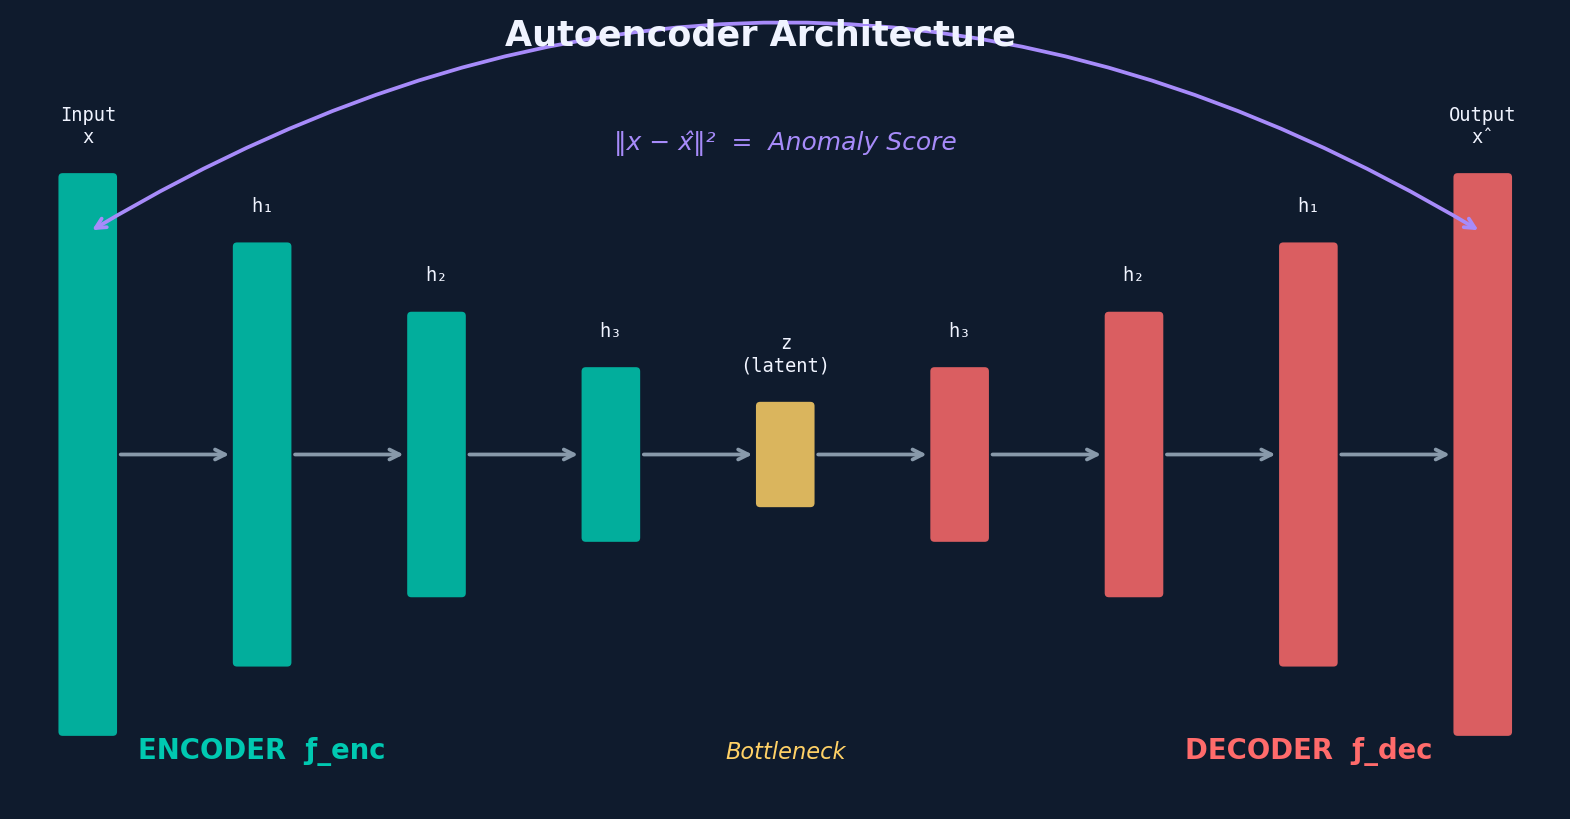 Autoencoder Architecture
Input
x
Output
xˆ
‖x − x̂‖² = Anomaly Score
h₁
h₁
h₂
h₂
h₃
h₃
z
(latent)
ENCODER ƒ_enc
Bottleneck
DECODER ƒ_dec